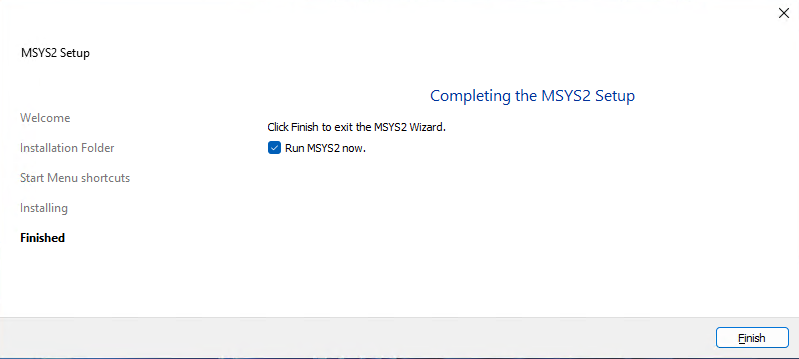 MSYS2 Setup
Completing the MSYS2 Setup
Welcome
Click Finish to exit the MSYS2 Wizard.
Installation Folder
Run MSYS2 now.
Start Menu shortcuts
Installing
Finished
Finish